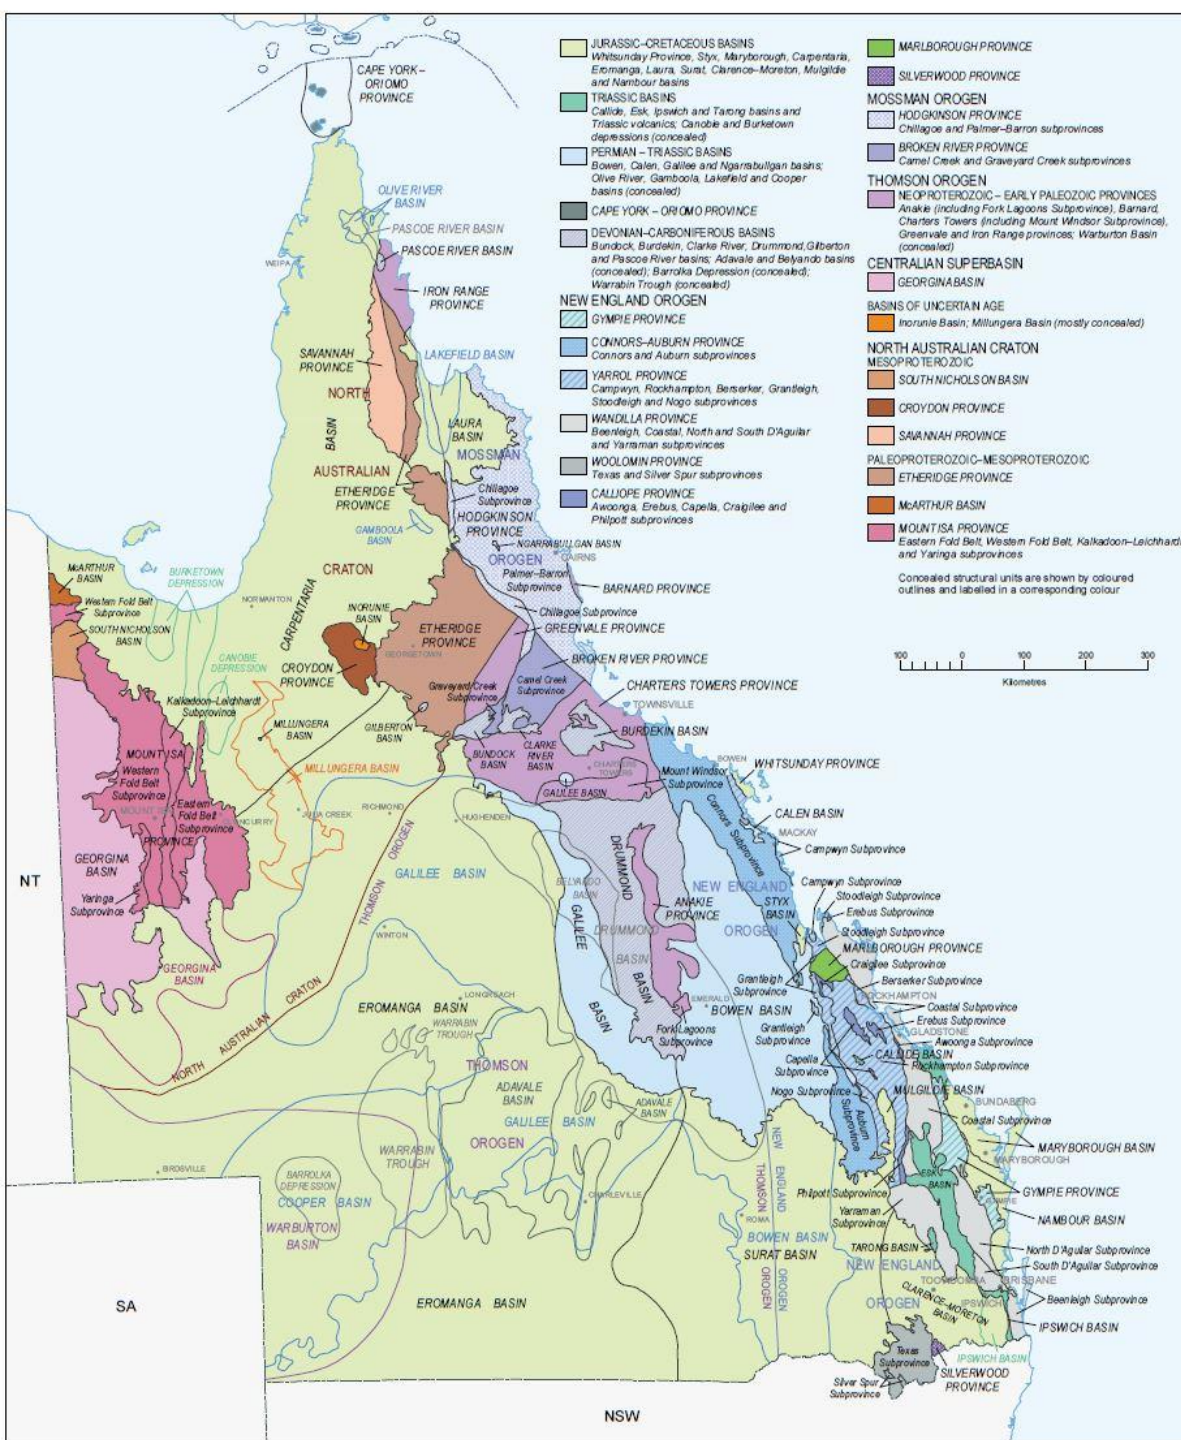 CAPE YORK–
ORIOMO
PROVINCE
OLIVE RIVER
BASIN
PASCOE RIVER BASIN
PASCOE RIVER BASIN
WEIPA
IRON RANGE
PROVINCE
SAVANNAH
PROVINCE
LAKEFIELD BASIN
NORTH
BASIN
LAURA
BASIN
MOSSMAN
AUSTRALIAN
ETHERIDGE
PROVINCE
Chillagoe
Subprovince
HODGKINSON
PROVINCE
GAMBOOLA
BASIN
NGARRABULLGAN BASIN
OROGEN
CAIRNS
Palmer–Barron
Subprovince
BARNARD PROVINCE
CRATON
McARTHUR
BASIN
BURKETOWN
DEPRESSION
Western Fold Belt
Subprovince
NORMANTON
CARPENTARIA
INORUNIE
BASIN
Chillagoe Subprovince
SOUTH NICHOLSON
BASIN
ETHERIDGE
PROVINCE
GREENVALE PROVINCE
GEORGETOWN
CANOBIE
DEPRESSION
CROYDON
PROVINCE
BROKEN RIVER PROVINCE
Graveyard Creek
Subprovince
Camel Creek
Subprovince
CHARTERS TOWERS PROVINCE
Kalkadoon–Leichhardt
Subprovince
TOWNSVILLE
MILLUNGERA
BASIN
GILBERTON
BASIN
BUNDOCK
BASIN
CLARKE
RIVER
BASIN
BURDEKIN BASIN
MOUNT ISA
Western
Fold Belt
Subprovince
MILLUNGERA BASIN
CHARTERS
TOWERS
Mount Windsor
Subprovince
BOWEN
WHITSUNDAY PROVINCE
GALILEE BASIN
Eastern
Fold Belt
Subprovince
MOUNT ISA
CLONCURRY
JULIA CREEK
RICHMOND
HUGHENDEN
Connors Subprovince
CALEN BASIN
MACKAY
PROVINCE
Campwyn Subprovince
GEORGINA
BASIN
NT
Yaringa
Subprovince
THOMSON
OROGEN
GALILEE BASIN
BELYANDO
BASIN
DRUMMOND
NEW ENGLAND
Campwyn Subprovince
Stoodleigh Subprovince
ANAKIE
PROVINCE
STYX
BASIN
Erebus Subprovince
GALILEE
DRUMMOND
OROGEN
Stoodleigh Subprovince
WINTON
MARLBOROUGH PROVINCE
BASIN
Craigilee Subprovince
GEORGINA
BASIN
Grantleigh
Subprovince
Berserker Subprovince
CRATON
BASIN
EMERALD
ROCKHAMPTON
LONGREACH
EROMANGA BASIN
BOWEN BASIN
Coastal Subprovince
BASIN
WARRABIN
TROUGH
Fork Lagoons
Subprovince
Grantleigh
Subprovince
Erebus Subprovince
GLADSTONE
NORTH
AUSTRALIAN
Awoonga Subprovince
CALLIDE BASIN
Capella
Subprovince
Rockhampton Subprovince
THOMSON
ADAVALE
BASIN
Nogo Subprovince
MULGILDIE BASIN
BUNDABERG
ADAVALE
BASIN
Auburn
Subprovince
GALILEE BASIN
Coastal Subprovince
OROGEN
NEW
ENGLAND
MARYBOROUGH BASIN
WARRABIN
TROUGH
MARYBOROUGH
BIRDSVILLE
BARROLKA
DEPRESSION
THOMSON
ESK
BASIN
COOPER BASIN
CHARLEVILLE
Philpott Subprovince
GYMPIE PROVINCE
GYMPIE
WARBURTON
BASIN
Yarraman
Subprovince
NAMBOUR BASIN
ROMA
BOWEN BASIN
TARONG BASIN
North D'Aguilar Subprovince
SURAT BASIN
NEW ENGLAND
South D'Aguilar Subprovince
TOOWOOMBA
BRISBANE
OROGEN
OROGEN
CLARENCE–MORETON
BASIN
Beenleigh Subprovince
EROMANGA BASIN
OROGEN
IPSWICH
IPSWICH BASIN
SA
Texas
Subprovince
IPSWICH BASIN
SILVERWOOD
PROVINCE
Silver Spur
Subprovince
NSW
JURASSIC–CRETACEOUS BASINS
Whitsunday Province, Styx, Maryborough, Carpentaria,
Eromanga, Laura, Surat, Clarence–Moreton, Mulgildie
and Nambour basins
TRIASSIC BASINS
Callide, Esk, Ipswich and Tarong basins and
Triassic volcanics; Canobie and Burketown
depressions (concealed)
PERMIAN – TRIASSIC BASINS
Bowen, Calen, Galilee and Ngarrabullgan basins;
Olive River, Gamboola, Lakefield and Cooper
basins (concealed)
CAPE YORK – ORIOMO PROVINCE
DEVONIAN–CARBONIFEROUS BASINS
Bundock, Burdekin, Clarke River, Drummond,Gilberton
and Pascoe River basins; Adavale and Belyando basins
(concealed); Barrolka Depression (concealed);
Warrabin Trough (concealed)
NEW ENGLAND OROGEN
GYMPIE PROVINCE
CONNORS–AUBURN PROVINCE
Connors and Auburn subprovinces
YARROL PROVINCE
Campwyn, Rockhampton, Berserker, Grantleigh,
Stoodleigh and Nogo subprovinces
WANDILLA PROVINCE
Beenleigh, Coastal, North and South D'Aguilar
and Yarraman subprovinces
WOOLOMIN PROVINCE
Texas and Silver Spur subprovinces
CALLIOPE PROVINCE
Awoonga, Erebus, Capella, Craigilee and
Philpott subprovinces
MARLBOROUGH PROVINCE
SILVERWOOD PROVINCE
MOSSMAN OROGEN
HODGKINSON PROVINCE
Chillagoe and Palmer–Barron subprovinces
BROKEN RIVER PROVINCE
Camel Creek and Graveyard Creek subprovinces
THOMSON OROGEN
NEOPROTEROZOIC – EARLY PALEOZOIC PROVINCES
Anakie (including Fork Lagoons Subprovince), Barnard,
Charters Towers (including Mount Windsor Subprovince),
Greenvale and Iron Range provinces; Warburton Basin
(concealed)
CENTRALIAN SUPERBASIN
GEORGINA BASIN
BASINS OF UNCERTAIN AGE
Inorunie Basin; Millungera Basin (mostly concealed)
NORTH AUSTRALIAN CRATON
MESOPROTEROZOIC
SOUTH NICHOLSON BASIN
CROYDON PROVINCE
SAVANNAH PROVINCE
PALEOPROTEROZOIC–MESOPROTEROZOIC
ETHERIDGE PROVINCE
McARTHUR BASIN
MOUNT ISA PROVINCE
Eastern Fold Belt, Western Fold Belt, Kalkadoon–Leichhardt
and Yaringa subprovinces
Concealed structural units are shown by coloured
outlines and labelled in a corresponding colour
100 0 100 200 300
Kilometres